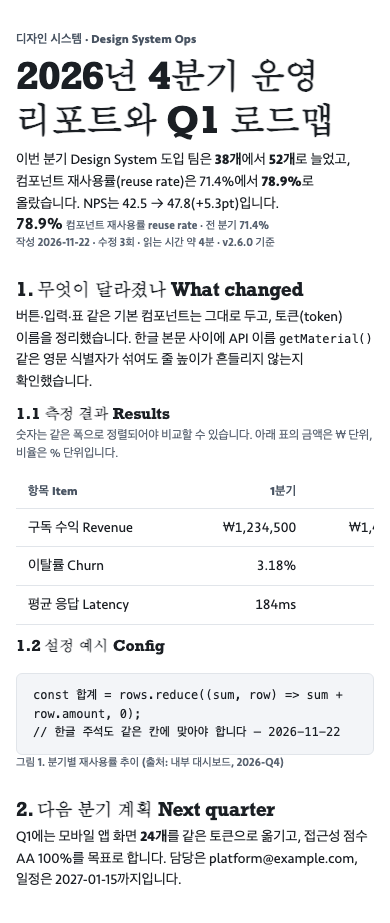 디자인 시스템 · Design System Ops
2026년 4분기 운영
리포트와 Q1 로드맵
이번 분기 Design System 도입 팀은 38개에서 52개로 늘었고,
컴포넌트 재사용률(reuse rate)은 71.4%에서 78.9%로
올랐습니다. NPS는 42.5 → 47.8(+5.3pt)입니다.
78.9% 컴포넌트 재사용률 reuse rate · 전 분기 71.4%
작성 2026-11-22 · 수정 3회 · 읽는 시간 약 4분 · v2.6.0 기준
1. 무엇이 달라졌나 What changed
버튼·입력·표 같은 기본 컴포넌트는 그대로 두고, 토큰(token)
이름을 정리했습니다. 한글 본문 사이에 API 이름 getMaterial()
같은 영문 식별자가 섞여도 줄 높이가 흔들리지 않는지
확인했습니다.
1.1 측정 결과 Results
숫자는 같은 폭으로 정렬되어야 비교할 수 있습니다. 아래 표의 금액은 ₩ 단위,
비율은 % 단위입니다.
항목 Item 1분기
구독 수익 Revenue ₩1,234,500 ₩1,4
이탈률 Churn 3.18%
평균 응답 Latency 184ms
1.2 설정 예시 Config
const 합계 = rows.reduce((sum, row) => sum +
row.amount, 0);
// 한글 주석도 같은 칸에 맞아야 합니다 — 2026-11-22
그림 1. 분기별 재사용률 추이 (출처: 내부 대시보드, 2026-Q4)
2. 다음 분기 계획 Next quarter
Q1에는 모바일 앱 화면 24개를 같은 토큰으로 옮기고, 접근성 점수
AA 100%를 목표로 합니다. 담당은 platform@example.com,
일정은 2027-01-15까지입니다.